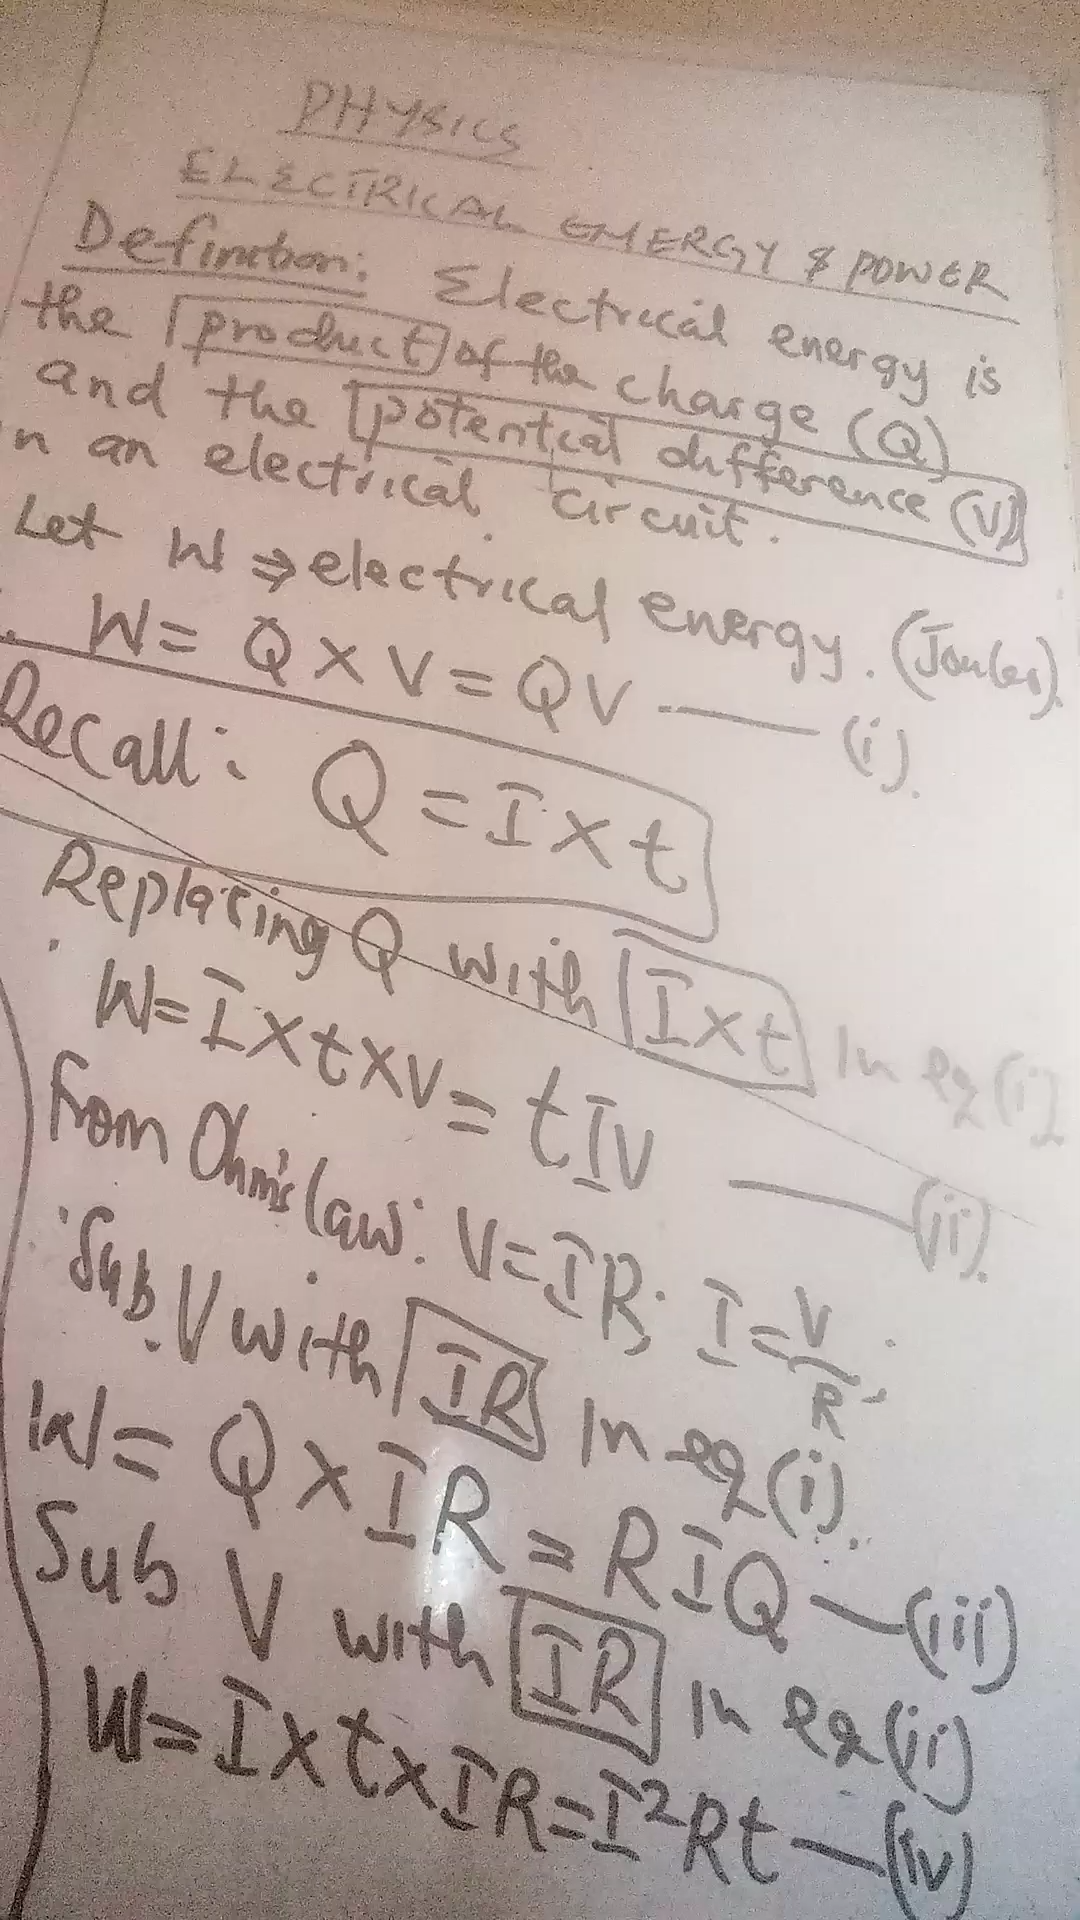 PHYSICS
ELECTRICAL ENERGY & POWER
Definition: Electrical energy is
the product of the charge (Q)
and the potential difference (V)
n an electrical circuit.
Let W ⇒ electrical energy. (Joules).
W = Q X V = QV —— (i).
Recall: Q = I X t
Replacing Q with I X t in eq (i)
W = I X t X V = tIV —— (ii).
From Ohm's law: V = IR; I = V/R.
Sub. V with IR in eq (i).
W = Q X IR = RIQ — (iii)
Sub V with IR in eq (ii)
W = I X t X IR = I²Rt — (iv)